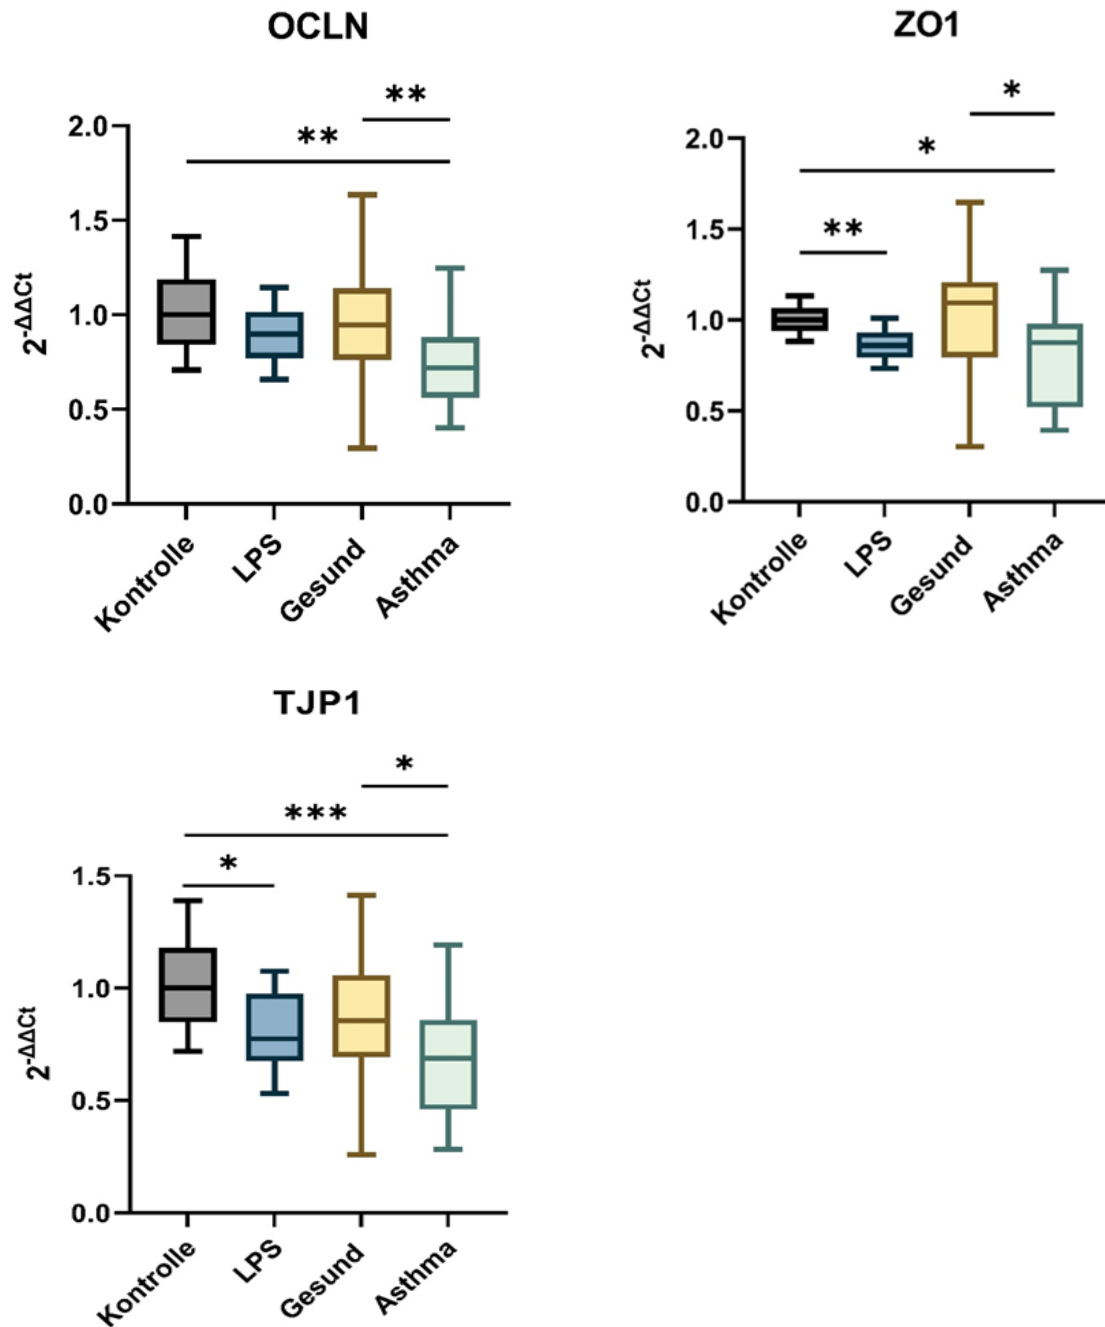 OCLN
**
**
2.0
1.5
1.0
0.5
0.0
2^-ΔΔCt
Kontrolle
LPS
Gesund
Asthma
ZO1
*
*
**
2.0
1.5
1.0
0.5
0.0
2^-ΔΔCt
Kontrolle
LPS
Gesund
Asthma
TJP1
*
***
*
1.5
1.0
0.5
0.0
2^-ΔΔCt
Kontrolle
LPS
Gesund
Asthma